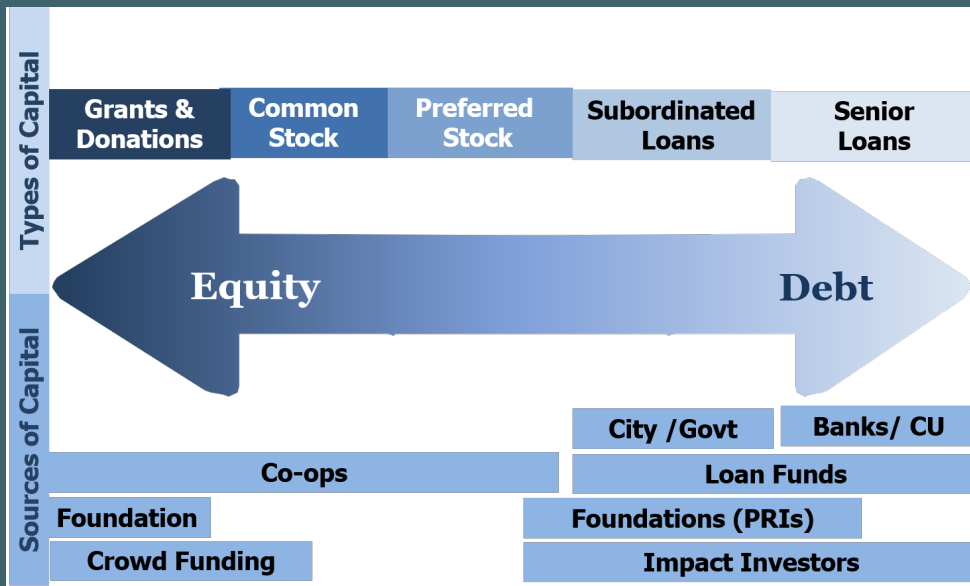 Types of Capital
Grants &
Donations
Common
Stock
Preferred
Stock
Subordinated
Loans
Senior
Loans
Equity
Debt
Sources of Capital
City /Govt
Banks/ CU
Co-ops
Loan Funds
Foundation
Foundations (PRIs)
Crowd Funding
Impact Investors